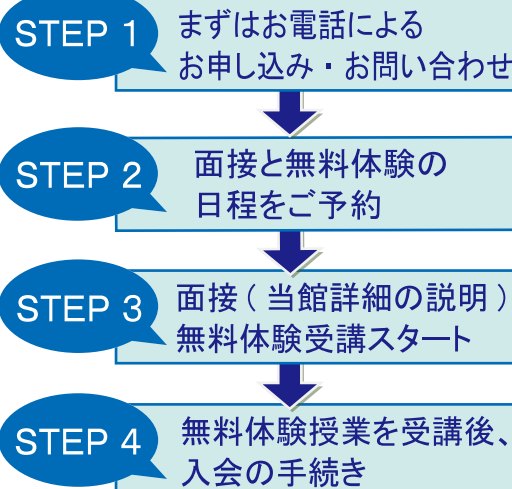 STEP 1
まずはお電話による
お申し込み・お問い合わせ
STEP 2
面接と無料体験の
日程をご予約
STEP 3
面接(当館詳細の説明)
無料体験受講スタート
STEP 4
無料体験授業を受講後、
入会の手続き